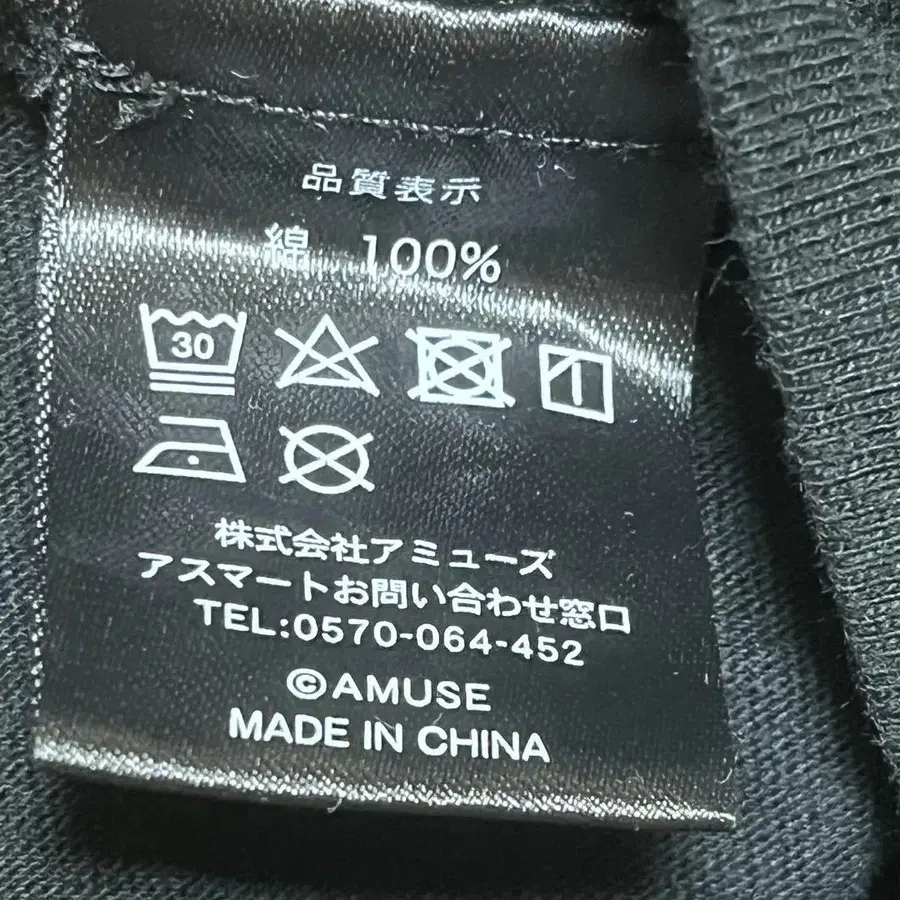 品質表示
綿 100%
30
株式会社アミューズ
アスマートお問い合わせ窓口
TEL:0570-064-452
©AMUSE
MADE IN CHINA